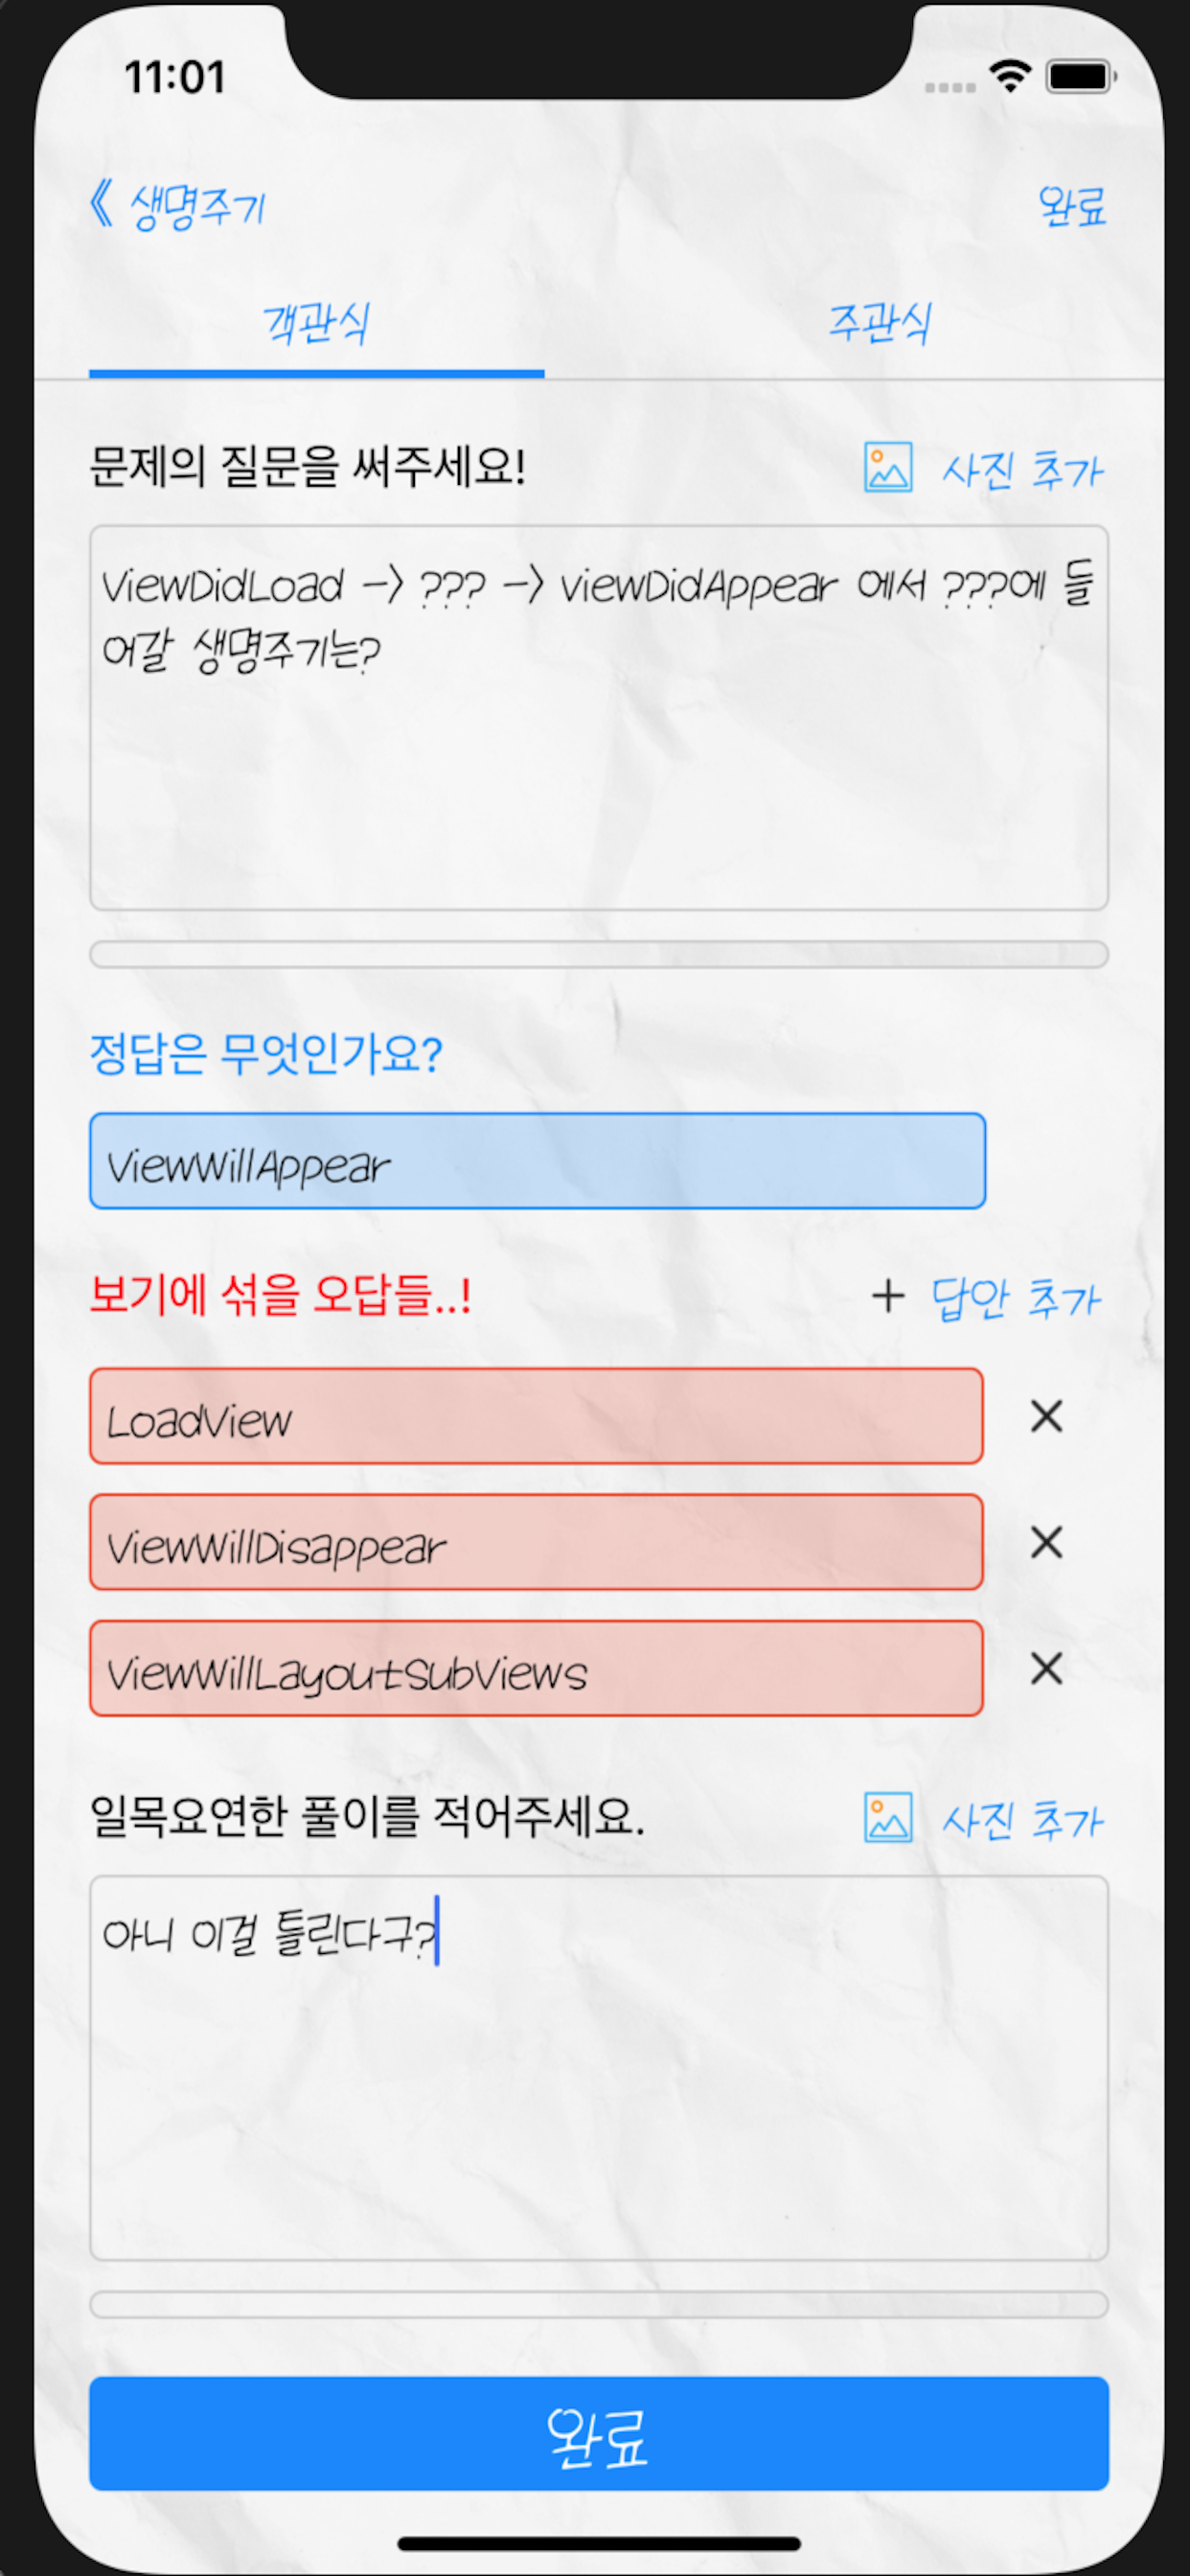 11:01
《 생명주기
완료
객관식
주관식
문제의 질문을 써주세요!
사진 추가
ViewDidLoad -> ??? -> viewDidAppear 에서 ???에 들
어갈 생명주기는?
정답은 무엇인가요?
ViewWillAppear
보기에 섞을 오답들..!
+ 답안 추가
LoadView
ViewWillDisappear
ViewWillLayoutSubViews
일목요연한 풀이를 적어주세요.
사진 추가
아니 이걸 틀린다구?
완료